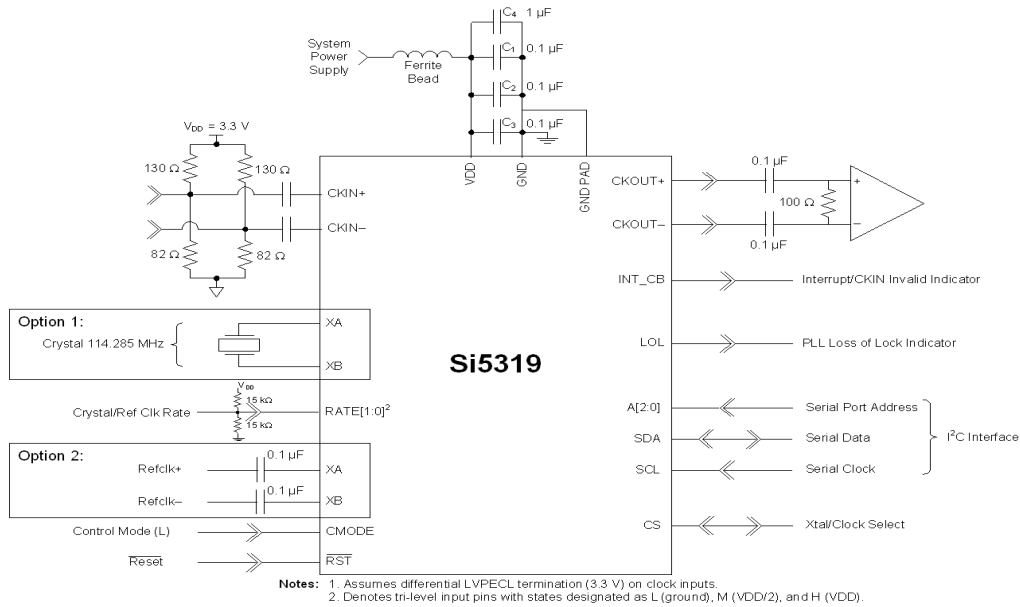 C4 1 µF
System
Power
Supply
Ferrite
Bead
C1 0.1 µF
C2 0.1 µF
C3 0.1 µF
VDD = 3.3 V
130 Ω 130 Ω
82 Ω 82 Ω
VDD
GND
GND PAD
CKIN+
CKIN–
CKOUT+
CKOUT–
0.1 µF
100 Ω
+
–
0.1 µF
INT_CB
Interrupt/CKIN Invalid Indicator
Option 1:
Crystal 114.285 MHz
XA
XB
Si5319
LOL
PLL Loss of Lock Indicator
VDD
15 kΩ
15 kΩ
Crystal/Ref Clk Rate
RATE[1:0]2
A[2:0]
Serial Port Address
SDA
Serial Data
SCL
Serial Clock
I2C Interface
Option 2:
Refclk+
0.1 µF
XA
Refclk–
0.1 µF
XB
CS
Xtal/Clock Select
Control Mode (L)
CMODE
Reset
RST
Notes: 1. Assumes differential LVPECL termination (3.3 V) on clock inputs.
2. Denotes tri-level input pins with states designated as L (ground), M (VDD/2), and H (VDD).